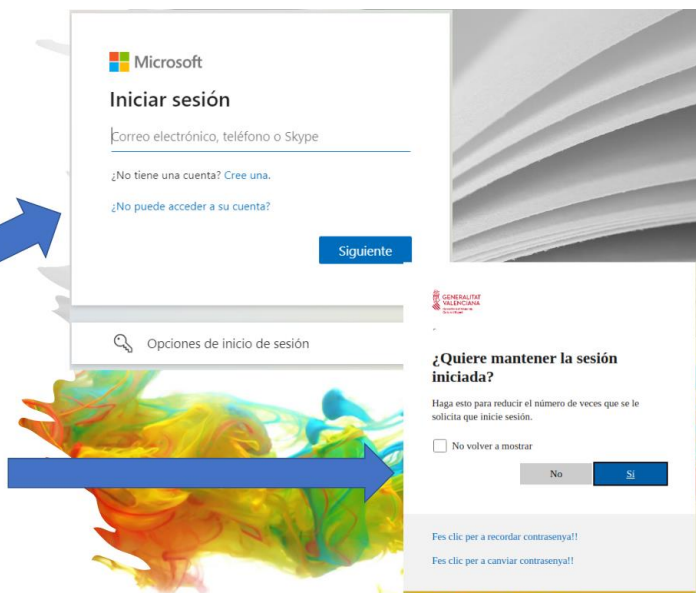 Microsoft
Iniciar sesión
Correo electrónico, teléfono o Skype
¿No tiene una cuenta? Cree una.
¿No puede acceder a su cuenta?
Siguiente
Opciones de inicio de sesión
GENERALITAT
VALENCIANA
¿Quiere mantener la sesión
iniciada?
Haga esto para reducir el número de veces que se le
solicita que inicie sesión.
No volver a mostrar
No
Sí
Fes clic per a recordar contrasenya!!
Fes clic per a canviar contrasenya!!